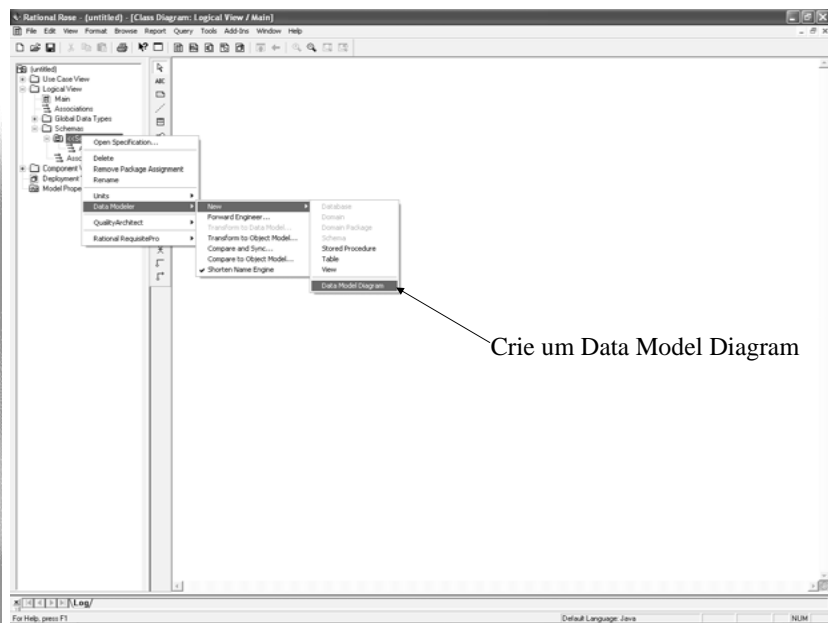 Rational Rose - (untitled) - [Class Diagram: Logical View / Main]
File Edit View Format Browse Report Query Tools Add-Ins Window Help
(untitled)
Use Case View
Logical View
Main
Associations
Global Data Types
Schemas
Component
Deployment
Model Prope
ABC
Open Specification...
Delete
Remove Package Assignment
Rename
Units
Data Modeler
QualityArchitect
Rational RequisitePro
New
Forward Engineer...
Transform to Data Model...
Transform to Object Model...
Compare and Sync...
Compare to Object Model...
Shorten Name Engine
Database
Domain
Domain Package
Schema
Stored Procedure
Table
View
Data Model Diagram
Crie um Data Model Diagram
Log
For Help, press F1
Default Language: Java
NUM